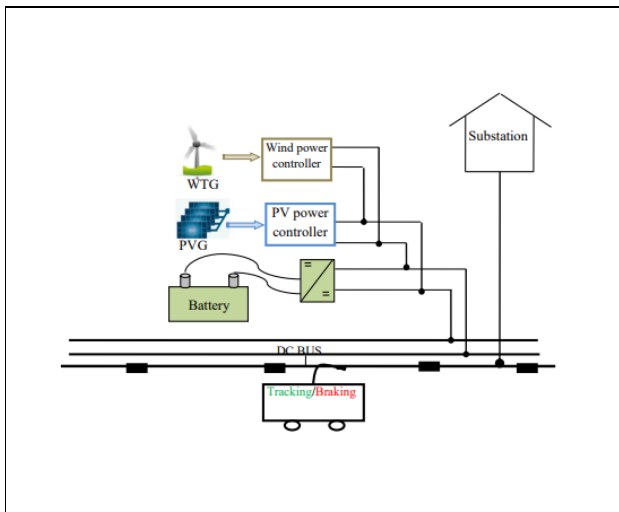 Substation
Wind power
controller
WTG
PV power
controller
PVG
=
=
Battery
DC BUS
Tracking/Braking